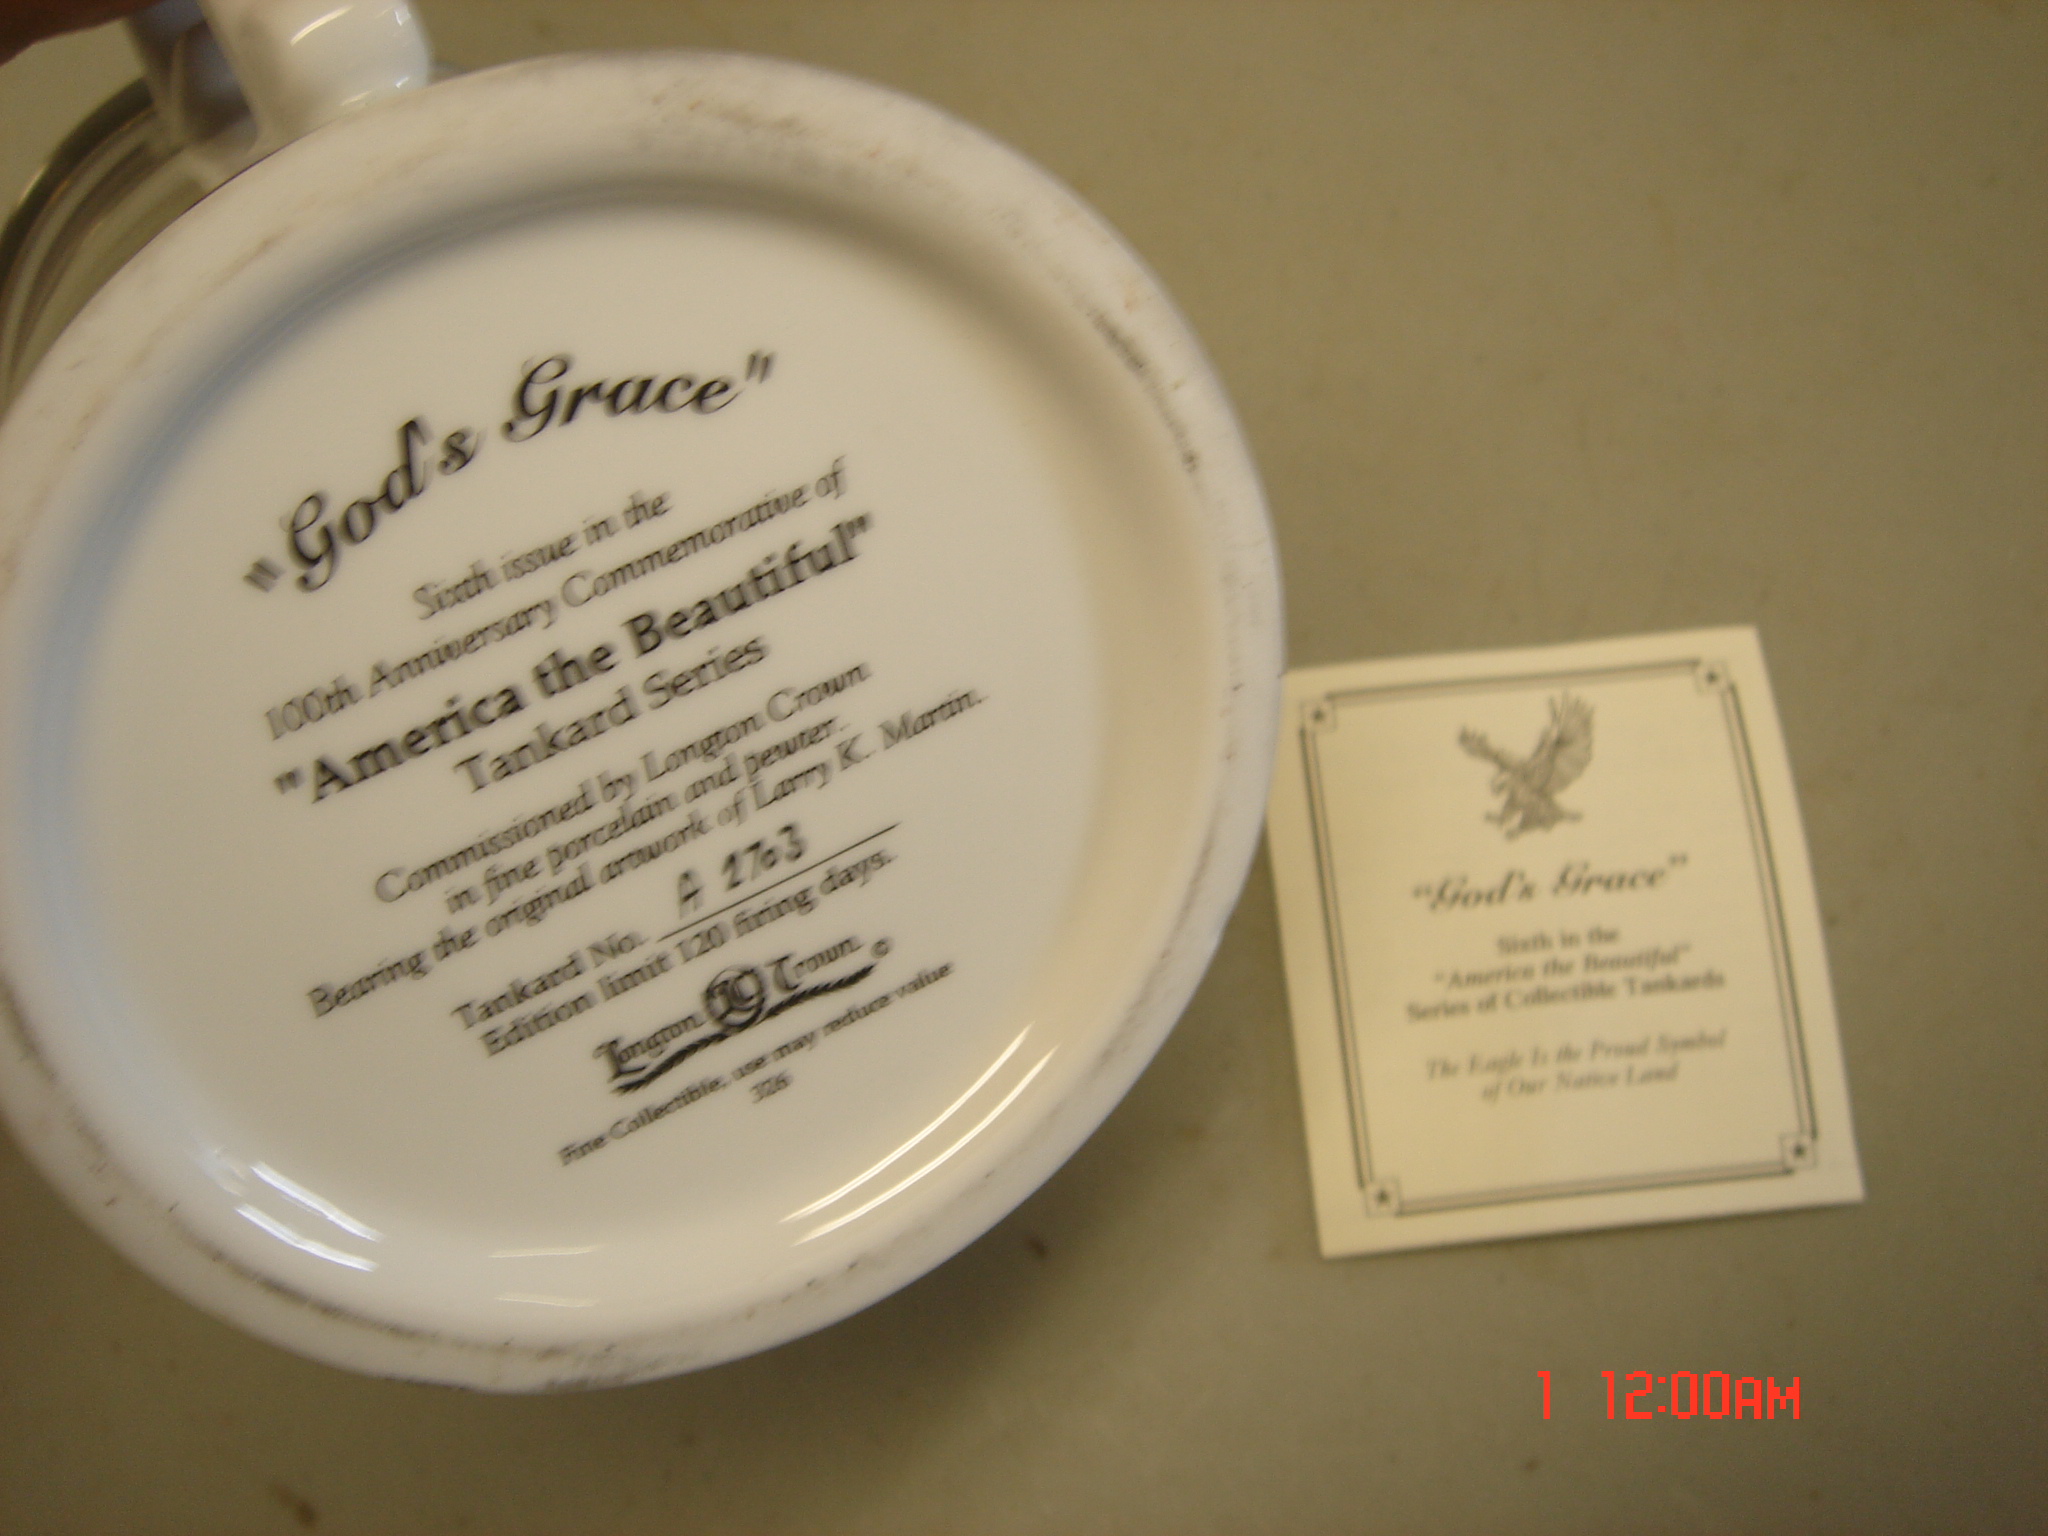 "God's Grace"
Sixth issue in the
100th Anniversary Commemorative of
"America the Beautiful"
Tankard Series
Commissioned by Longton Crown
in fine porcelain and pewter.
Bearing the original artwork of Larry K. Martin.
Tankard No. A 2703
Edition limit 120 firing days.
Longton Crown ©
Fine Collectible, use may reduce value
326
"God's Grace"
Sixth in the
"America the Beautiful"
Series of Collectible Tankards
The Eagle Is the Proud Symbol
of Our Native Land
1 12:00AM